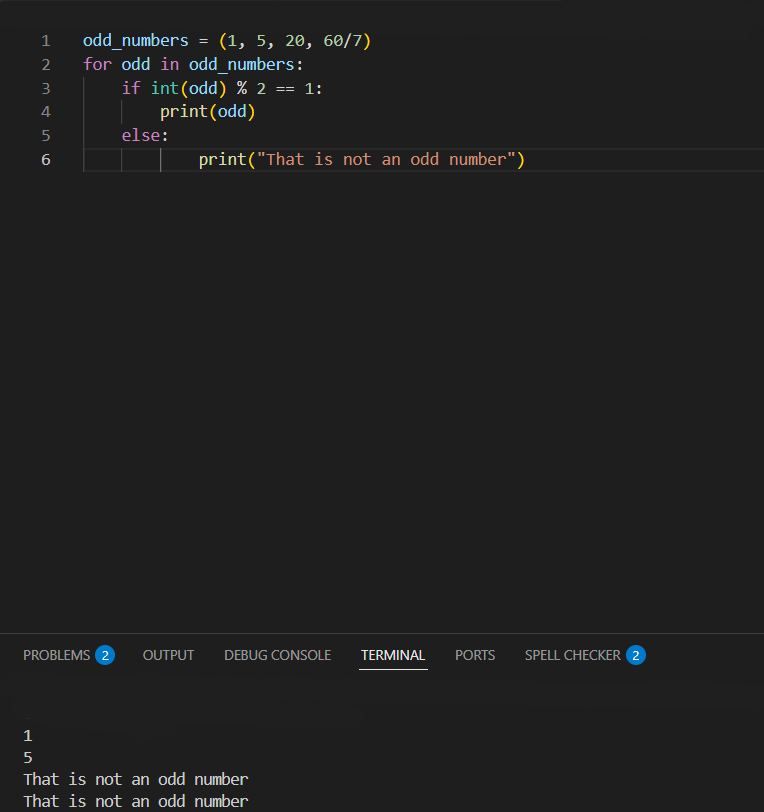 1 odd_numbers = (1, 5, 20, 60/7)
2 for odd in odd_numbers:
3     if int(odd) % 2 == 1:
4         print(odd)
5     else:
6             print("That is not an odd number")
PROBLEMS 2 OUTPUT DEBUG CONSOLE TERMINAL PORTS SPELL CHECKER 2
1
5
That is not an odd number
That is not an odd number